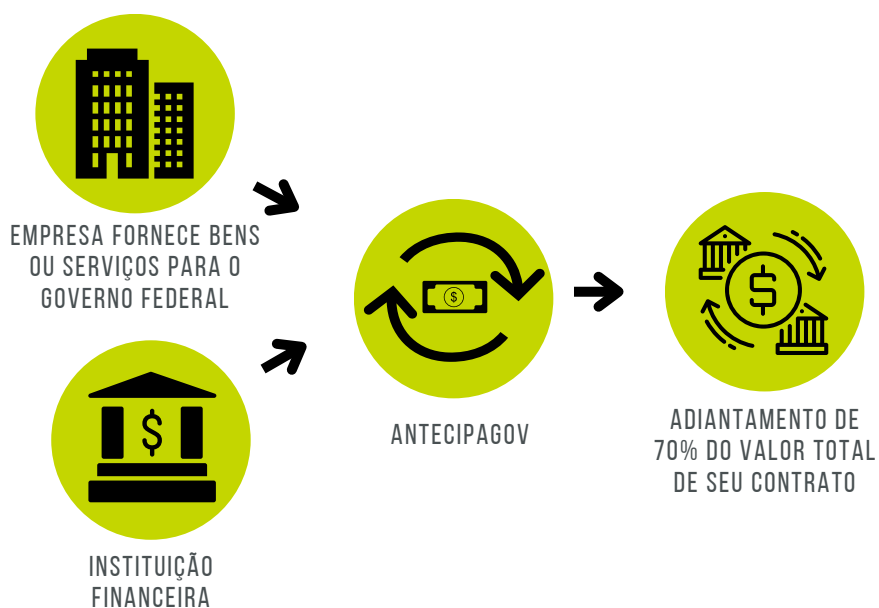 EMPRESA FORNECE BENS
OU SERVIÇOS PARA O
GOVERNO FEDERAL
INSTITUIÇÃO
FINANCEIRA
$
ANTECIPAGOV
$
ADIANTAMENTO DE
70% DO VALOR TOTAL
DE SEU CONTRATO
$